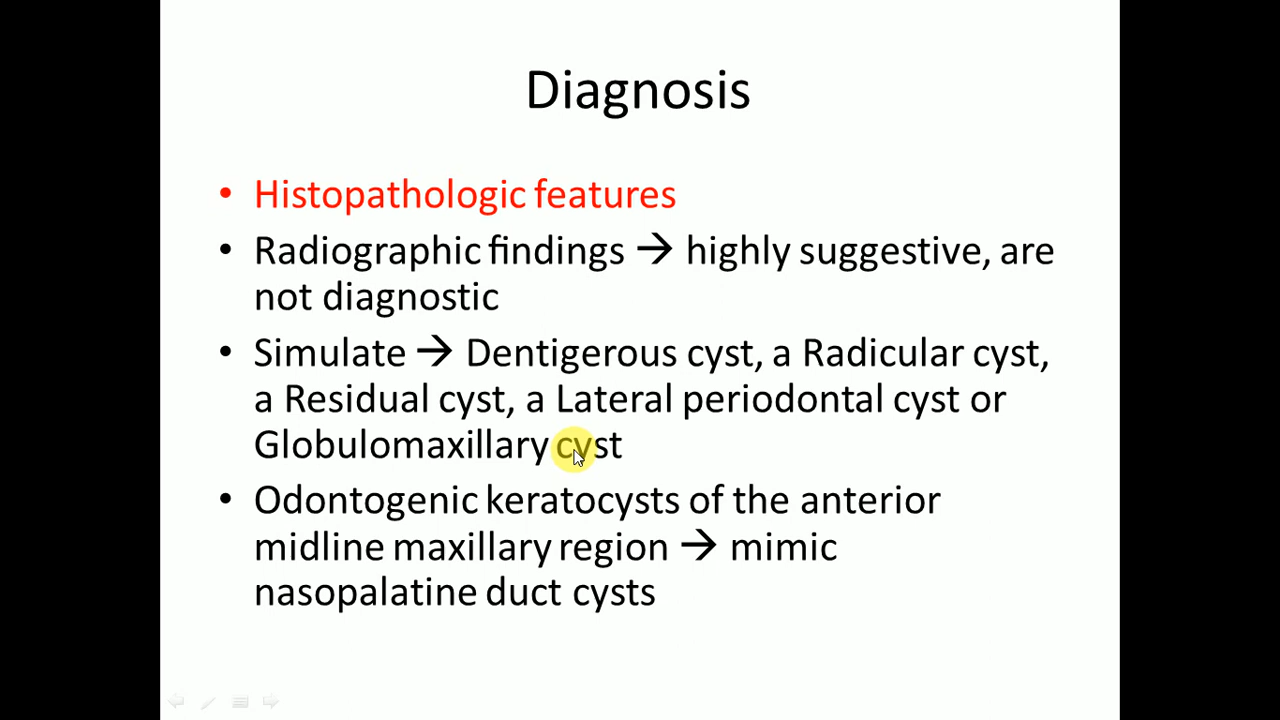 Diagnosis
• Histopathologic features
• Radiographic findings → highly suggestive, are
not diagnostic
• Simulate → Dentigerous cyst, a Radicular cyst,
a Residual cyst, a Lateral periodontal cyst or
Globulomaxillary cyst
• Odontogenic keratocysts of the anterior
midline maxillary region → mimic
nasopalatine duct cysts